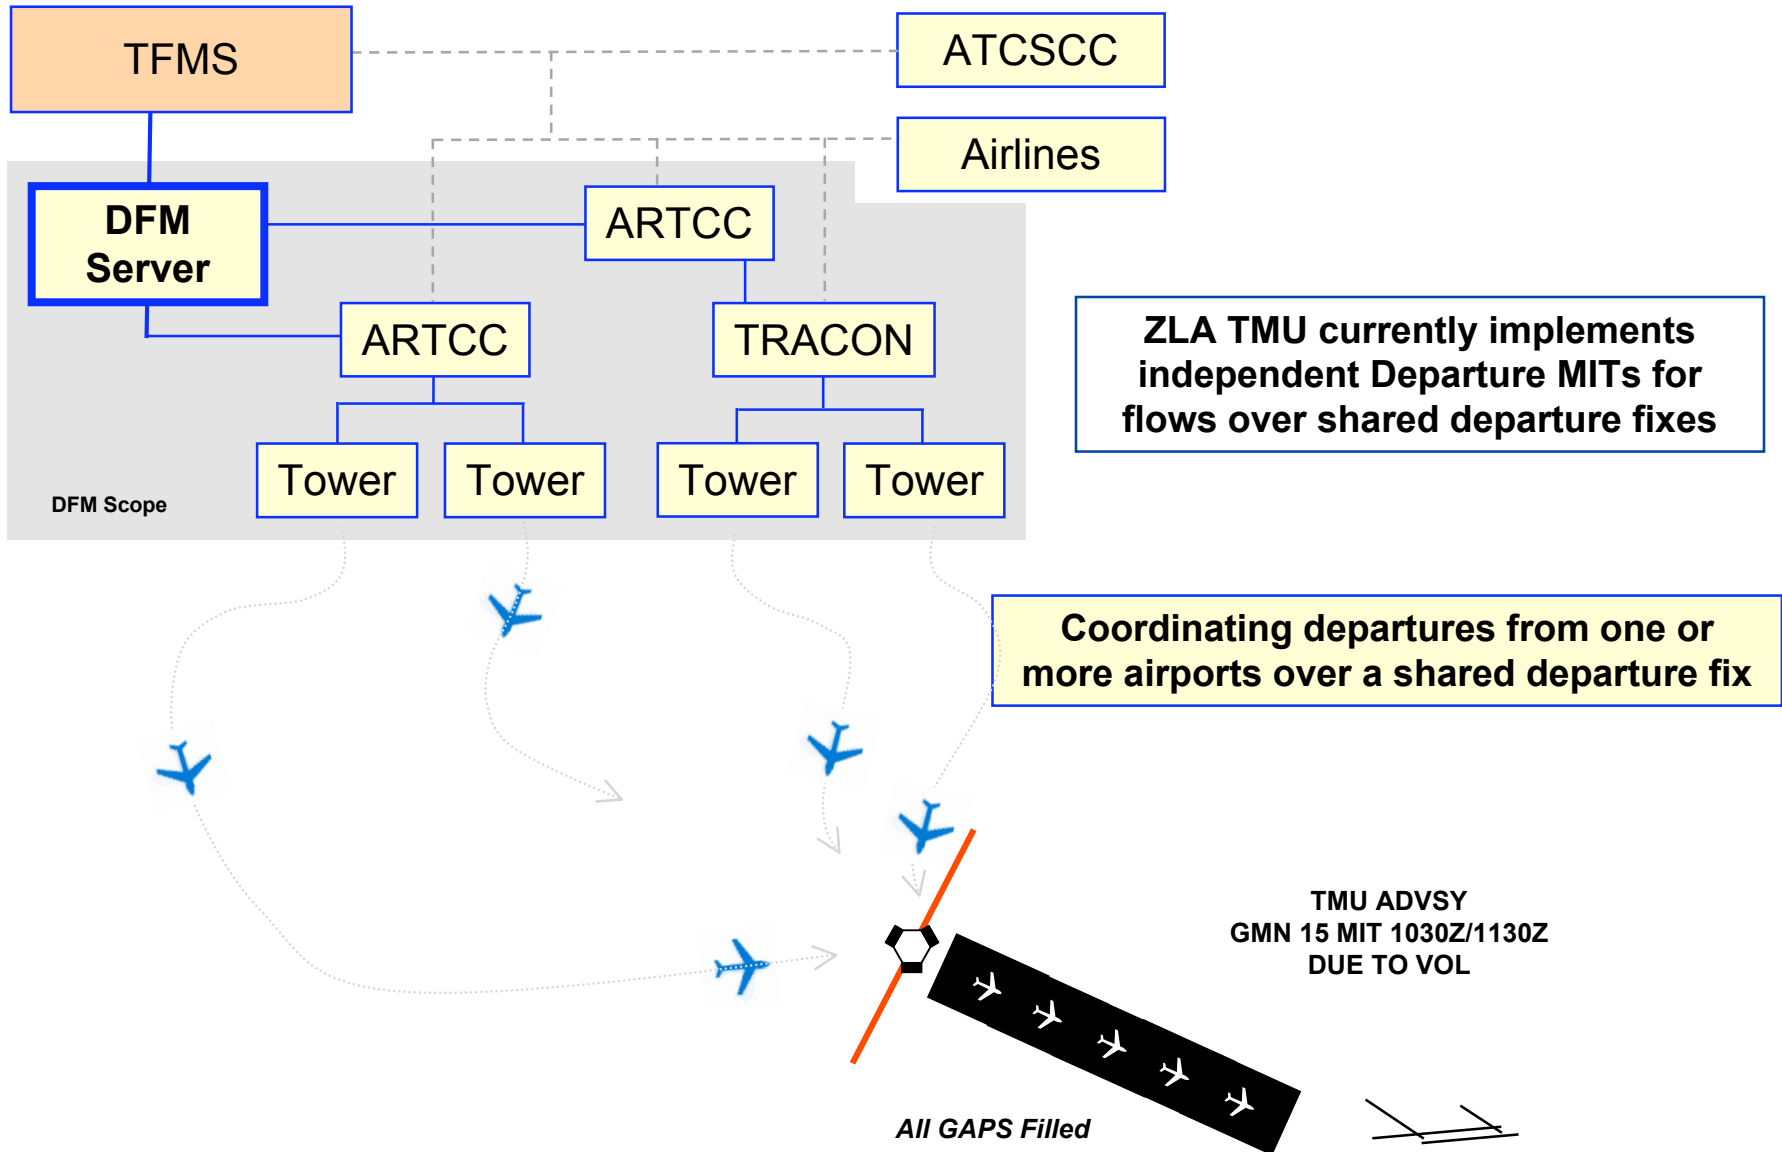 TFMS
ATCSCC
Airlines
DFM
Server
ARTCC
ARTCC
TRACON
Tower
Tower
Tower
Tower
DFM Scope
ZLA TMU currently implements
independent Departure MITs for
flows over shared departure fixes
Coordinating departures from one or
more airports over a shared departure fix
TMU ADVSY
GMN 15 MIT 1030Z/1130Z
DUE TO VOL
All GAPS Filled